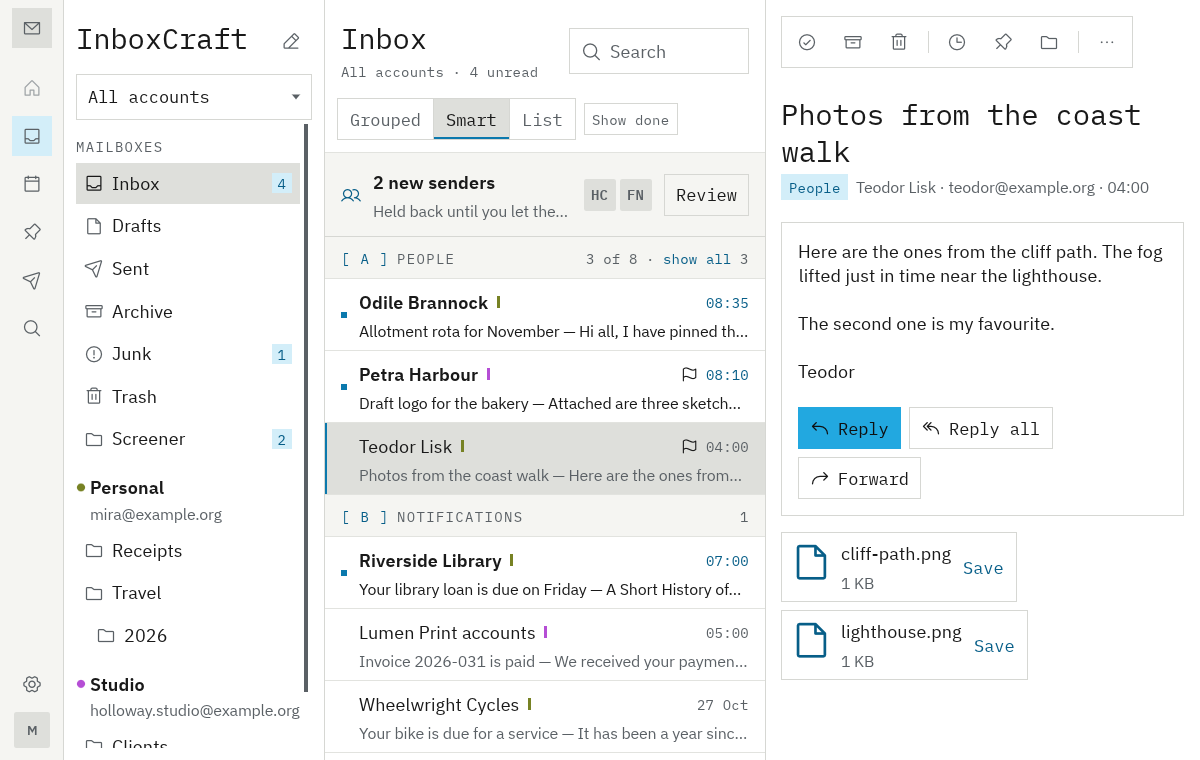 InboxCraft
All accounts
MAILBOXES
Inbox 4
Drafts
Sent
Archive
Junk 1
Trash
Screener 2
Personal
mira@example.org
Receipts
Travel
2026
Studio
holloway.studio@example.org
Clients
M
Inbox
All accounts · 4 unread
Search
Grouped Smart List Show done
2 new senders
Held back until you let the...
HC FN Review
[ A ] PEOPLE 3 of 8 · show all 3
Odile Brannock 08:35
Allotment rota for November — Hi all, I have pinned th...
Petra Harbour 08:10
Draft logo for the bakery — Attached are three sketch...
Teodor Lisk 04:00
Photos from the coast walk — Here are the ones from...
[ B ] NOTIFICATIONS 1
Riverside Library 07:00
Your library loan is due on Friday — A Short History of...
Lumen Print accounts 05:00
Invoice 2026-031 is paid — We received your paymen...
Wheelwright Cycles 27 Oct
Your bike is due for a service — It has been a year sinc...
Photos from the coast
walk
People Teodor Lisk · teodor@example.org · 04:00
Here are the ones from the cliff path. The fog
lifted just in time near the lighthouse.
The second one is my favourite.
Teodor
Reply Reply all
Forward
cliff-path.png
1 KB
Save
lighthouse.png
1 KB
Save